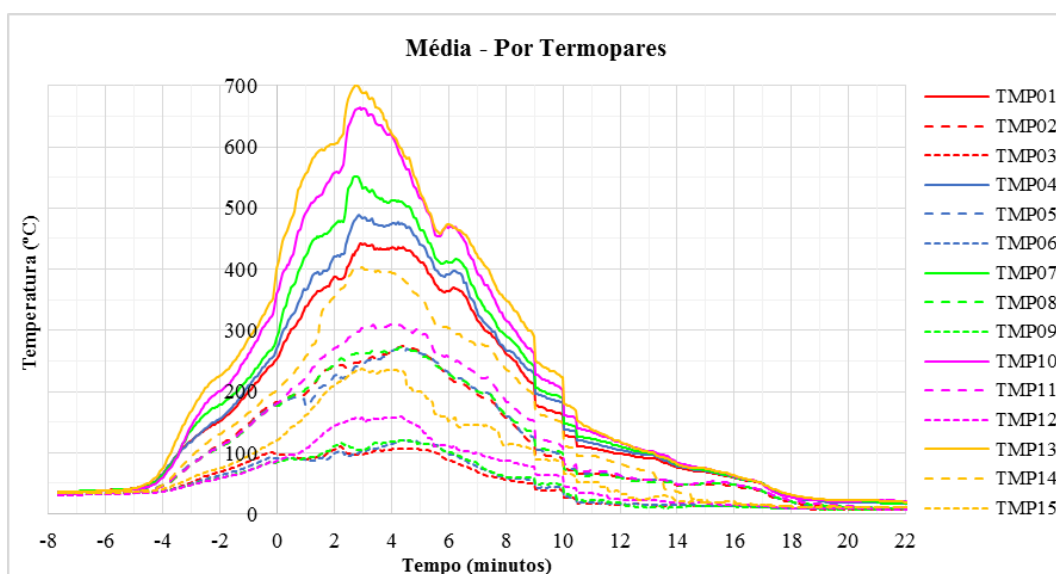 Média - Por Termopares
Temperatura (ºC)
700
600
500
400
300
200
100
0
-8 -6 -4 -2 0 2 4 6 8 10 12 14 16 18 20 22
Tempo (minutos)
TMP01
TMP02
TMP03
TMP04
TMP05
TMP06
TMP07
TMP08
TMP09
TMP10
TMP11
TMP12
TMP13
TMP14
TMP15